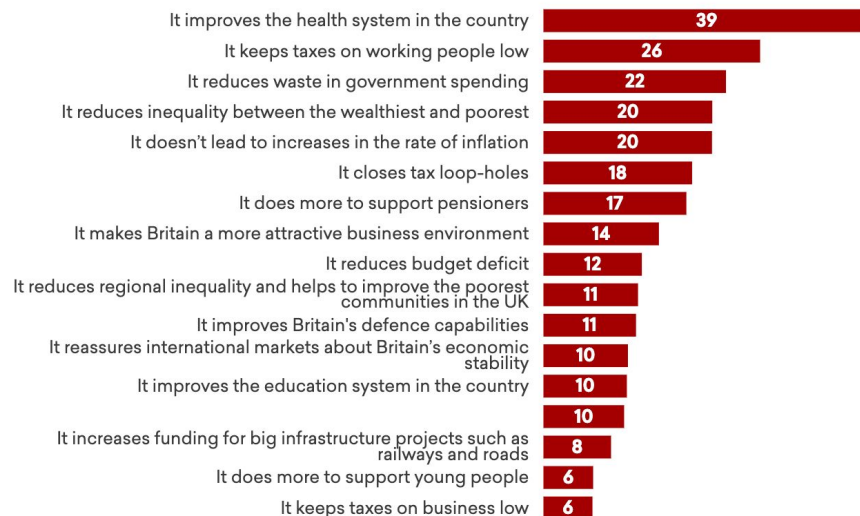 It improves the health system in the country 39
It keeps taxes on working people low 26
It reduces waste in government spending 22
It reduces inequality between the wealthiest and poorest 20
It doesn’t lead to increases in the rate of inflation 20
It closes tax loop-holes 18
It does more to support pensioners 17
It makes Britain a more attractive business environment 14
It reduces budget deficit 12
It reduces regional inequality and helps to improve the poorest
communities in the UK 11
It improves Britain's defence capabilities 11
It reassures international markets about Britain’s economic
stability 10
It improves the education system in the country 10
10
It increases funding for big infrastructure projects such as
railways and roads 8
It does more to support young people 6
It keeps taxes on business low 6